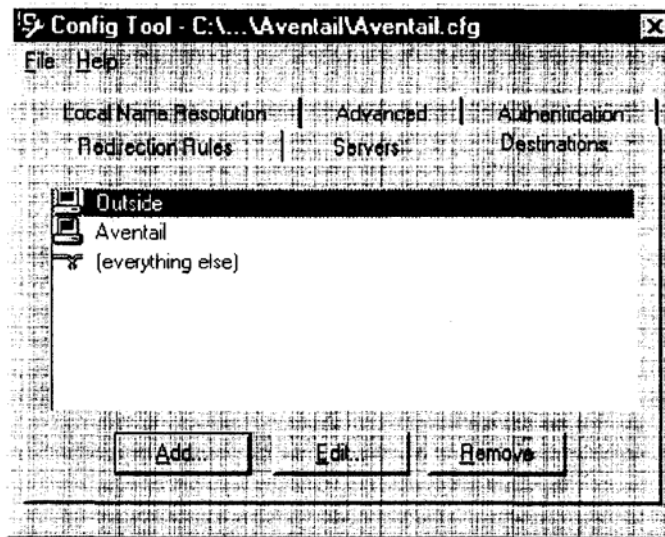 Config Tool - C:\...\Aventail\Aventail.cfg
File Help
Local Name Resolution Advanced Authentication
Redirection Rules Servers Destinations
Outside
Aventail
(everything else)
Add... Edit... Remove